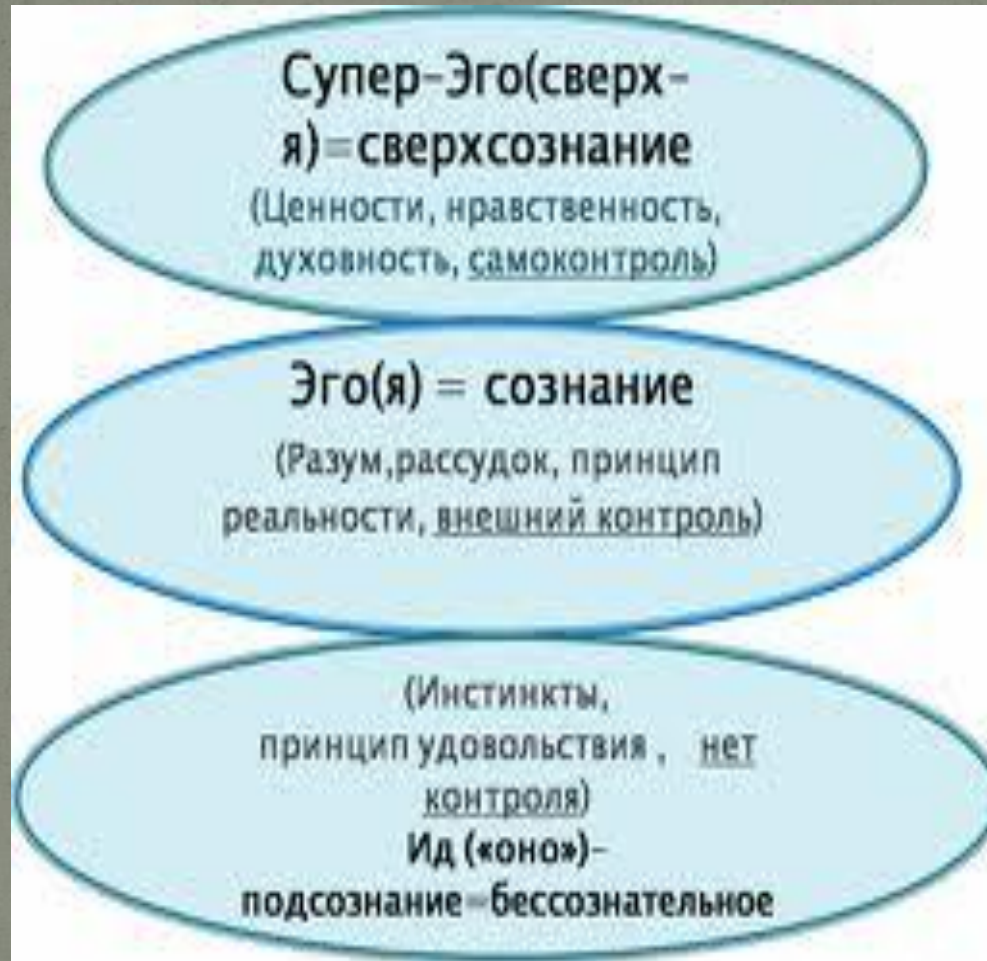 Супер-Эго(сверх-
я)=сверхсознание
(Ценности, нравственность,
духовность, самоконтроль)
Эго(я) = сознание
(Разум,рассудок, принцип
реальности, внешний контроль)
(Инстинкты,
принцип удовольствия , нет
контроля)
Ид («оно»)-
подсознание=бессознательное